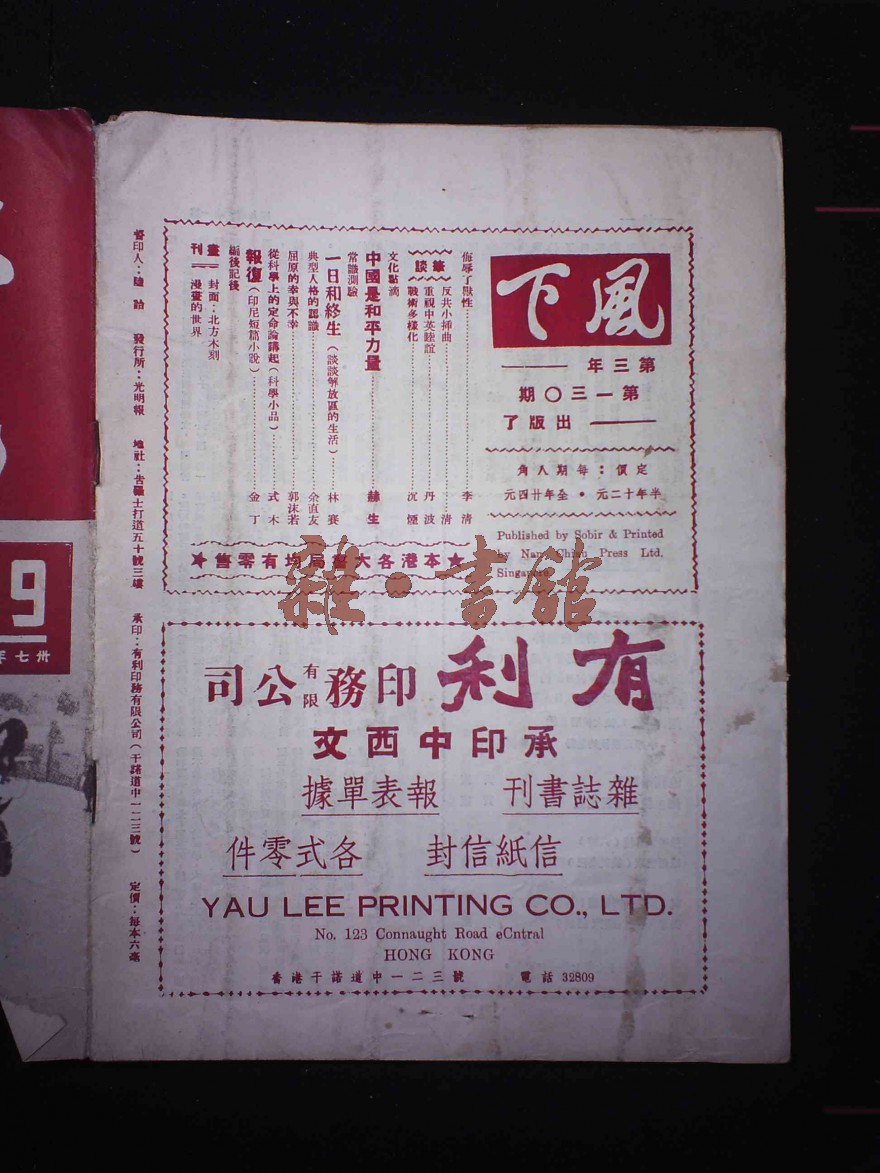 風下
第三年
第一三〇期
出版了
定價：每期八角
半年十二元・全年廿四元
Published by Sobir & Printed
by Nan Chiau Press Ltd.
Singapore
侮辱了獸性 李清
筆談
反共小插曲 清
重視中英睦誼 丹波
戰術多樣化 沉煙
文化點滴
中國是和平力量 赫生
常識測驗
一日和終生（談談解放區的生活） 林賽
典型人格的認識 余直友
屈原的幸與不幸 郭沫若
從科學上的定命論講起（科學小品） 式木
報復（印尼短篇小說） 金丁
編後記後
畫刊
封面：北方木刻
漫畫的世界
★本港各大書局均有零售★
雜・書館
有利印務有限公司
承印中西文
雜誌書刊 報表單據
信紙信封 各式零件
YAU LEE PRINTING CO., LTD.
No. 123 Connaught Road eCntral
HONG KONG
香港干諾道中一二三號 電話 32809
督印人：陸詒 發行所：光明報 地社：告羅士打道五十號三樓 承印：有利印務有限公司（干諾道中一二三號） 定價：每本六毫
9
卅七年